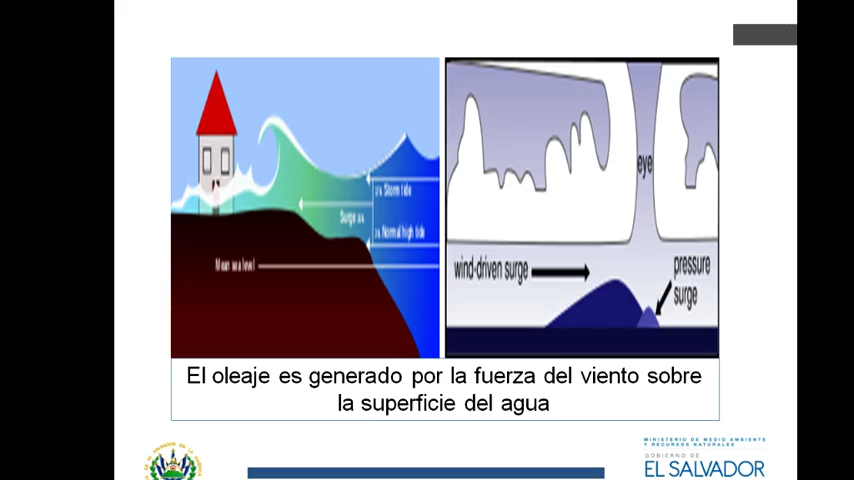 Storm tide
Surge
Normal high tide
Mean sea level
eye
wind-driven surge
pressure
surge
El oleaje es generado por la fuerza del viento sobre
la superficie del agua
MINISTERIO DE MEDIO AMBIENTE
Y RECURSOS NATURALES
GOBIERNO DE
EL SALVADOR